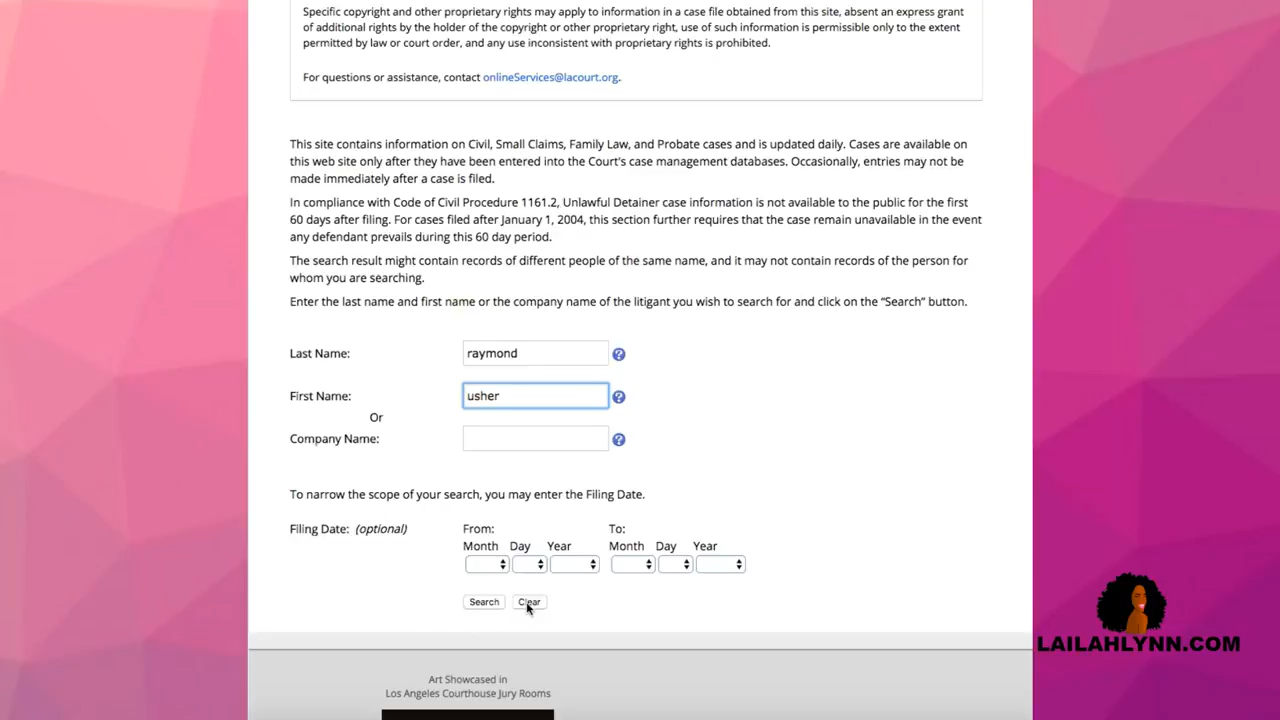 Specific copyright and other proprietary rights may apply to information in a case file obtained from this site, absent an express grant
of additional rights by the holder of the copyright or other proprietary right, use of such information is permissible only to the extent
permitted by law or court order, and any use inconsistent with proprietary rights is prohibited.
For questions or assistance, contact onlineServices@lacourt.org.
This site contains information on Civil, Small Claims, Family Law, and Probate cases and is updated daily. Cases are available on
this web site only after they have been entered into the Court's case management databases. Occasionally, entries may not be
made immediately after a case is filed.
In compliance with Code of Civil Procedure 1161.2, Unlawful Detainer case information is not available to the public for the first
60 days after filing. For cases filed after January 1, 2004, this section further requires that the case remain unavailable in the event
any defendant prevails during this 60 day period.
The search result might contain records of different people of the same name, and it may not contain records of the person for
whom you are searching.
Enter the last name and first name or the company name of the litigant you wish to search for and click on the “Search” button.
Last Name: raymond ?
First Name: usher ?
Or
Company Name: ?
To narrow the scope of your search, you may enter the Filing Date.
Filing Date: (optional) From: To:
Month Day Year Month Day Year
Search Clear
LAILAHLYNN.COM
Art Showcased in
Los Angeles Courthouse Jury Rooms